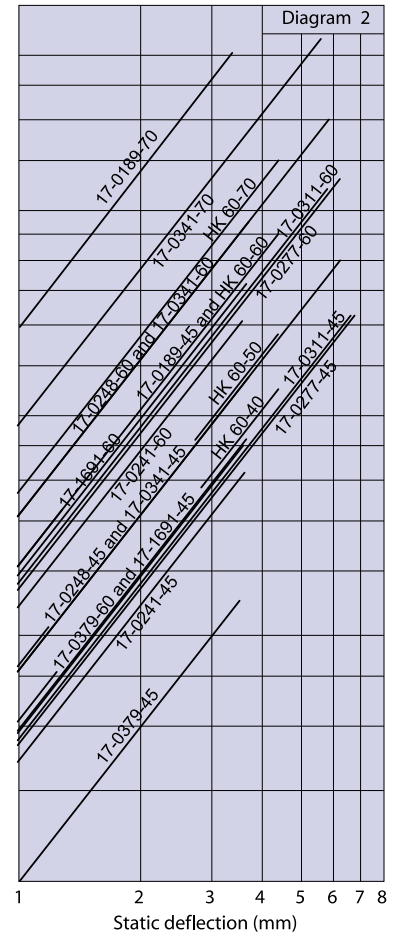 Diagram 2
17-0189-70
17-0341-70
HK 60-70
17-0248-60 and 17-0341-60
17-0311-60
17-0277-60
17-0189-45 and HK 60-60
17-1691-60
17-0241-60
HK 60-50
17-0311-45
17-0277-45
17-0248-45 and 17-0341-45
HK 60-40
17-0379-60 and 17-1691-45
17-0241-45
17-0379-45
1 2 3 4 5 6 7 8
Static deflection (mm)